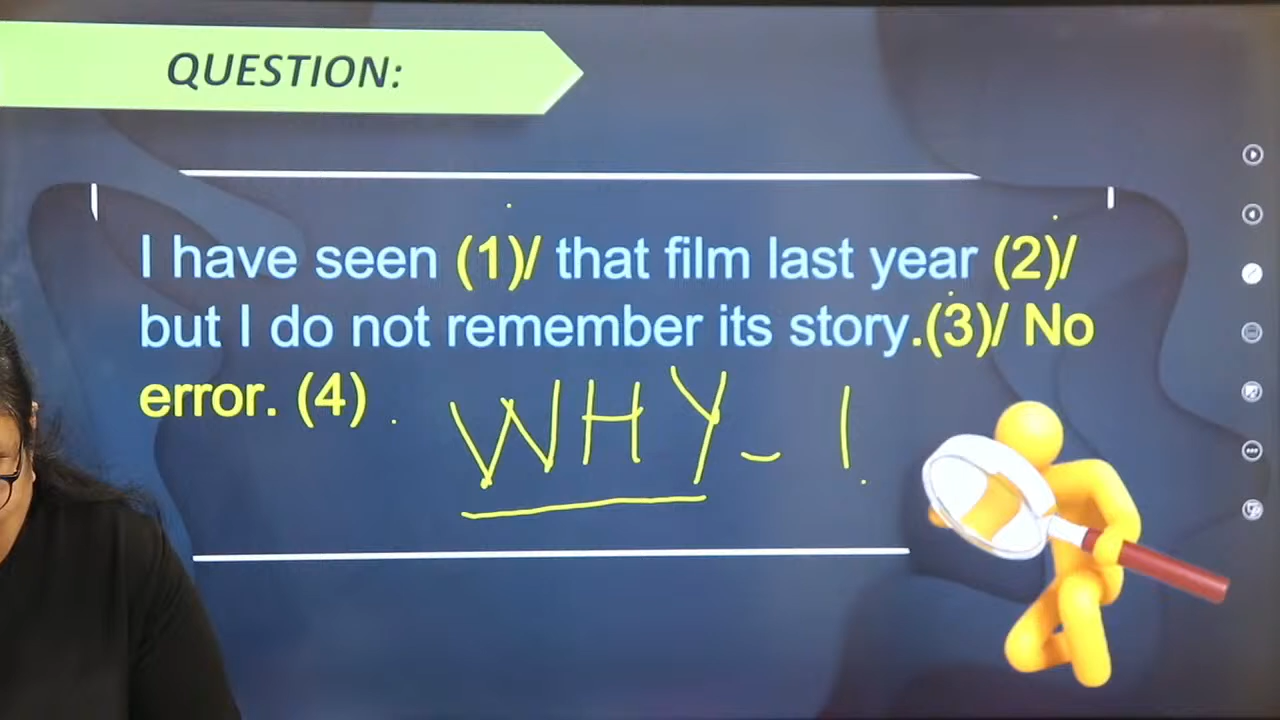 QUESTION:
I have seen (1)/ that film last year (2)/
but I do not remember its story.(3)/ No
error. (4)
WHY - 1